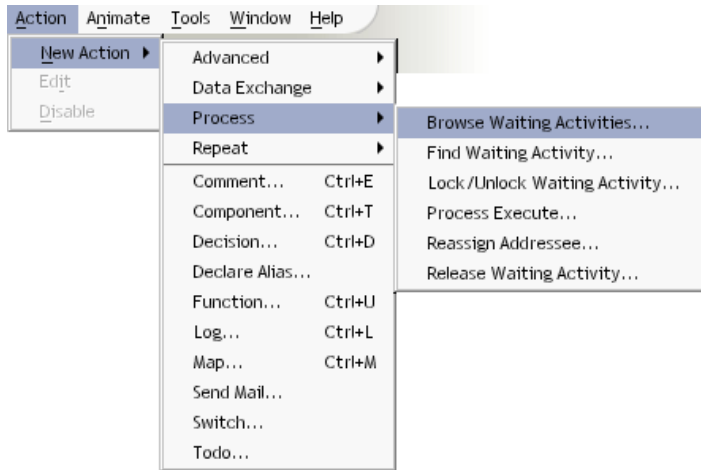 Action Animate Tools Window Help
New Action
Edit
Disable
Advanced
Data Exchange
Process
Repeat
Comment... Ctrl+E
Component... Ctrl+T
Decision... Ctrl+D
Declare Alias...
Function... Ctrl+U
Log... Ctrl+L
Map... Ctrl+M
Send Mail...
Switch...
Todo...
Browse Waiting Activities...
Find Waiting Activity...
Lock/Unlock Waiting Activity...
Process Execute...
Reassign Addressee...
Release Waiting Activity...